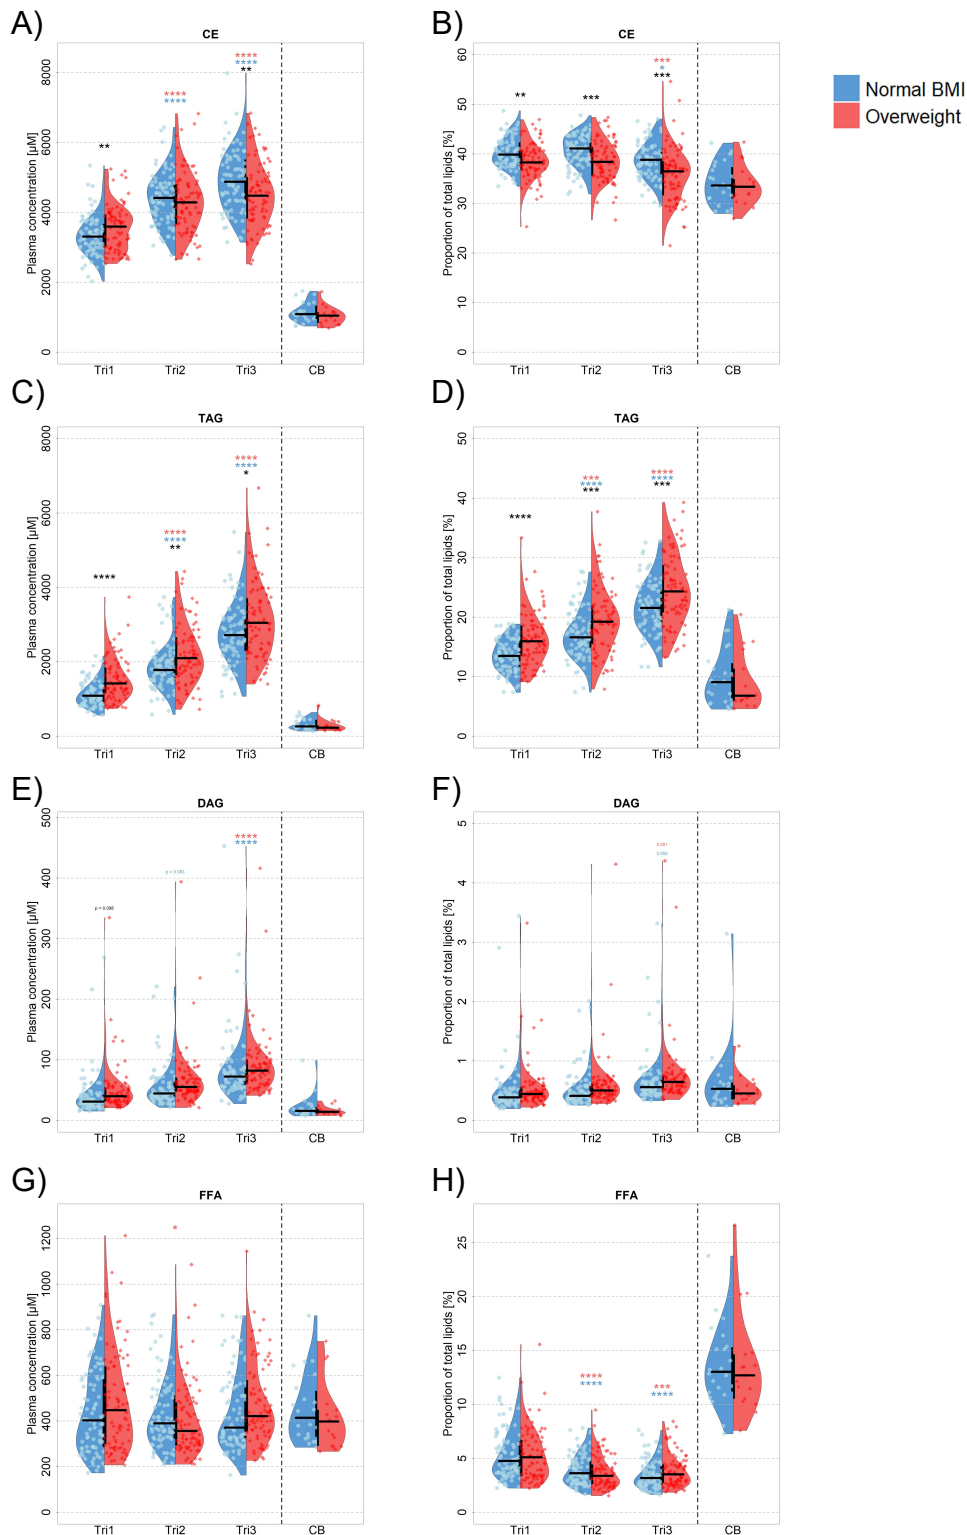 A)
CE
Plasma concentration [µM]
8000
6000
4000
2000
0
****
****
**
****
****
**
Tri1 Tri2 Tri3 CB
B)
CE
Proportion of total lipids [%]
60
50
40
30
20
10
0
**
***
***
*
***
Tri1 Tri2 Tri3 CB
Normal BMI
Overweight
C)
TAG
Plasma concentration [µM]
8000
6000
4000
2000
0
****
****
****
**
****
****
*
Tri1 Tri2 Tri3 CB
D)
TAG
Proportion of total lipids [%]
50
40
30
20
10
0
****
***
****
***
****
****
***
Tri1 Tri2 Tri3 CB
E)
DAG
Plasma concentration [µM]
500
400
300
200
100
0
****
****
Tri1 Tri2 Tri3 CB
F)
DAG
Proportion of total lipids [%]
5
4
3
2
1
0
Tri1 Tri2 Tri3 CB
G)
FFA
Plasma concentration [µM]
1200
1000
800
600
400
200
0
*
Tri1 Tri2 Tri3 CB
H)
FFA
Proportion of total lipids [%]
25
20
15
10
5
0
****
****
***
****
Tri1 Tri2 Tri3 CB